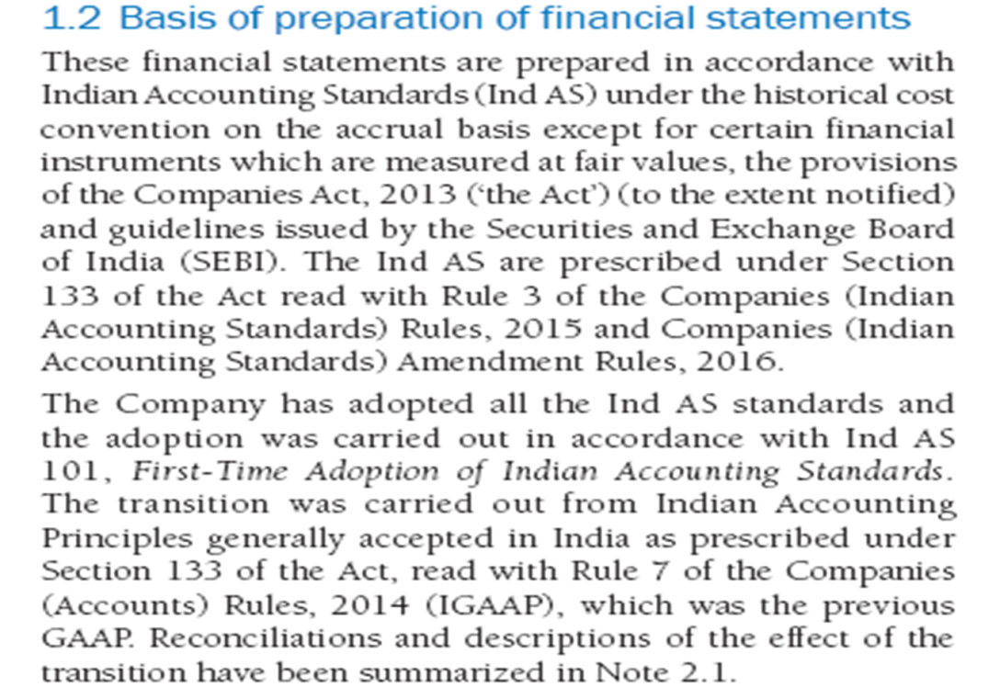 1.2 Basis of preparation of financial statements
These financial statements are prepared in accordance with
Indian Accounting Standards (Ind AS) under the historical cost
convention on the accrual basis except for certain financial
instruments which are measured at fair values, the provisions
of the Companies Act, 2013 (‘the Act’) (to the extent notified)
and guidelines issued by the Securities and Exchange Board
of India (SEBI). The Ind AS are prescribed under Section
133 of the Act read with Rule 3 of the Companies (Indian
Accounting Standards) Rules, 2015 and Companies (Indian
Accounting Standards) Amendment Rules, 2016.
The Company has adopted all the Ind AS standards and
the adoption was carried out in accordance with Ind AS
101, First-Time Adoption of Indian Accounting Standards.
The transition was carried out from Indian Accounting
Principles generally accepted in India as prescribed under
Section 133 of the Act, read with Rule 7 of the Companies
(Accounts) Rules, 2014 (IGAAP), which was the previous
GAAP. Reconciliations and descriptions of the effect of the
transition have been summarized in Note 2.1.